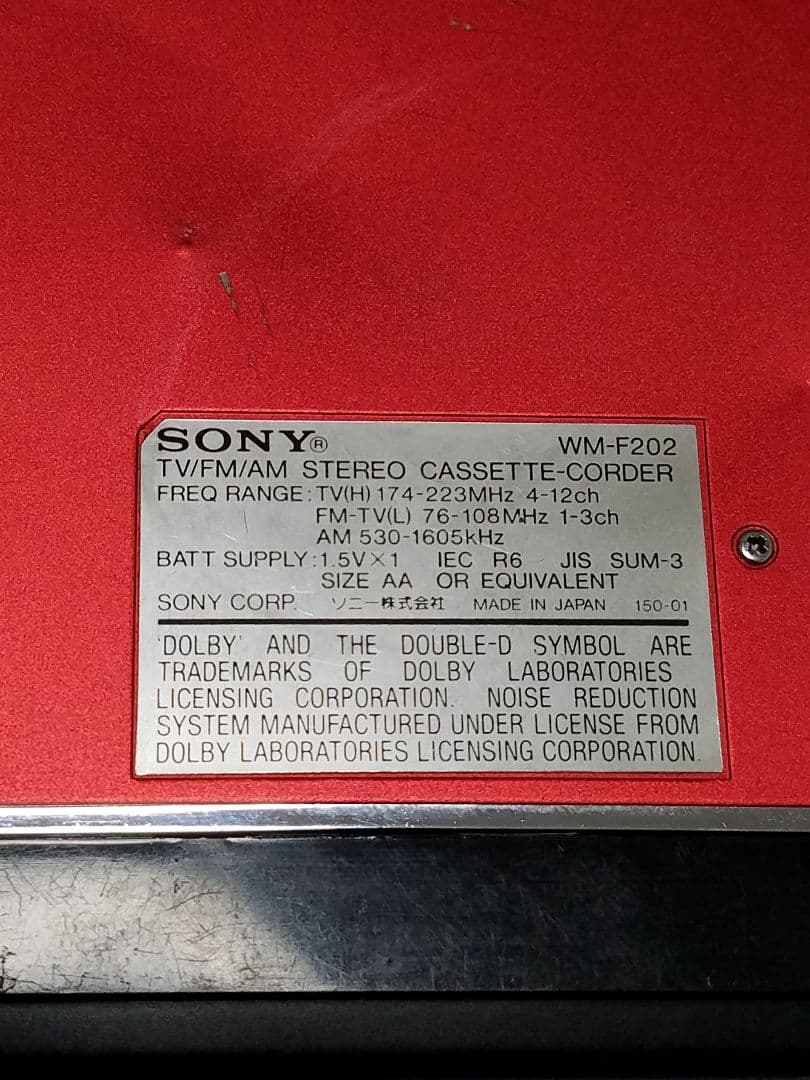 SONY® WM-F202
TV/FM/AM STEREO CASSETTE-CORDER
FREQ RANGE: TV(H) 174-223MHz 4-12ch
FM-TV(L) 76-108MHz 1-3ch
AM 530-1605kHz
BATT SUPPLY: 1.5V×1 IEC R6 JIS SUM-3
SIZE AA OR EQUIVALENT
SONY CORP. ソニー株式会社 MADE IN JAPAN 150-01
'DOLBY' AND THE DOUBLE-D SYMBOL ARE
TRADEMARKS OF DOLBY LABORATORIES
LICENSING CORPORATION. NOISE REDUCTION
SYSTEM MANUFACTURED UNDER LICENSE FROM
DOLBY LABORATORIES LICENSING CORPORATION.